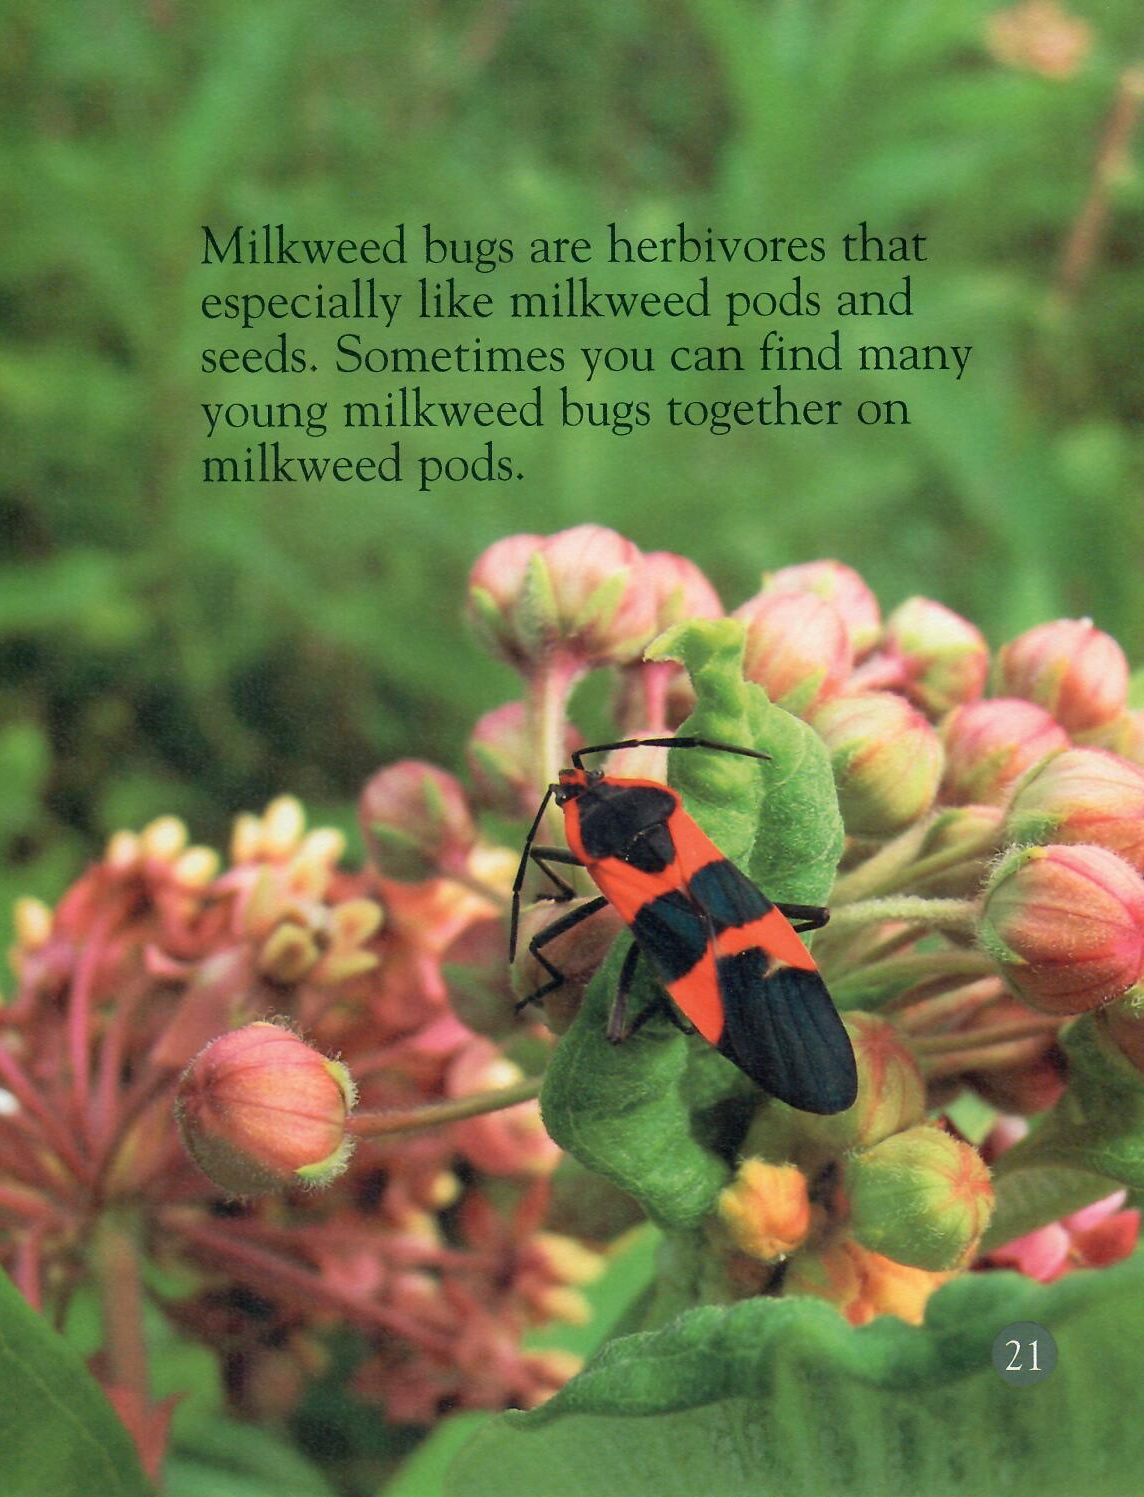 Milkweed bugs are herbivores that
especially like milkweed pods and
seeds. Sometimes you can find many
young milkweed bugs together on
milkweed pods.
21